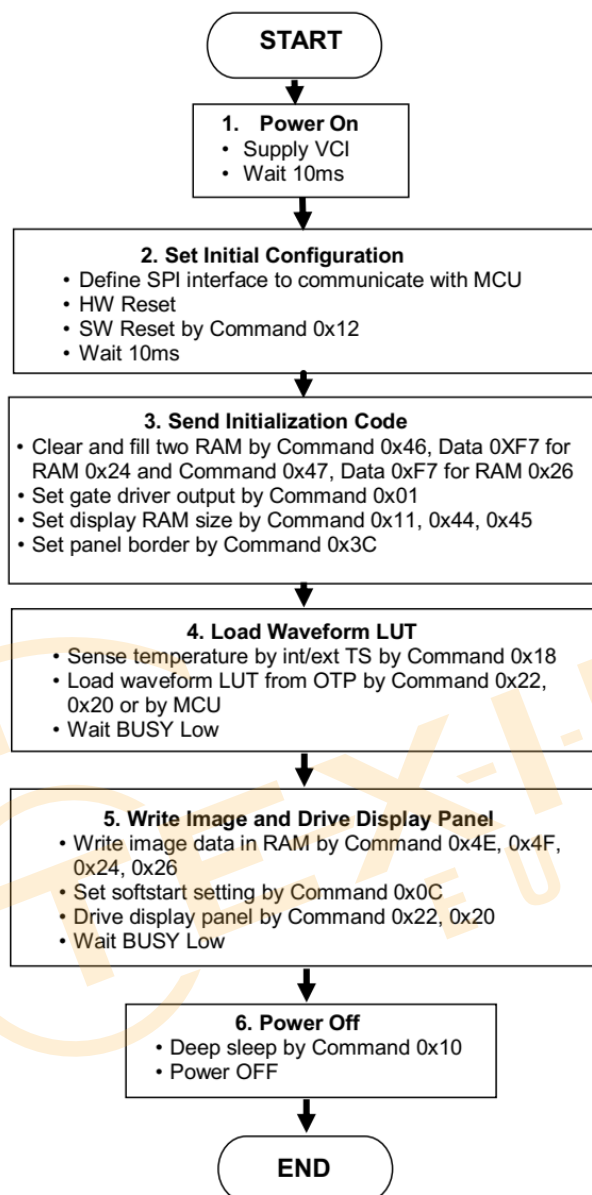 START
1. Power On
• Supply VCI
• Wait 10ms
2. Set Initial Configuration
• Define SPI interface to communicate with MCU
• HW Reset
• SW Reset by Command 0x12
• Wait 10ms
3. Send Initialization Code
• Clear and fill two RAM by Command 0x46, Data 0XF7 for
RAM 0x24 and Command 0x47, Data 0xF7 for RAM 0x26
• Set gate driver output by Command 0x01
• Set display RAM size by Command 0x11, 0x44, 0x45
• Set panel border by Command 0x3C
4. Load Waveform LUT
• Sense temperature by int/ext TS by Command 0x18
• Load waveform LUT from OTP by Command 0x22,
0x20 or by MCU
• Wait BUSY Low
5. Write Image and Drive Display Panel
• Write image data in RAM by Command 0x4E, 0x4F,
0x24, 0x26
• Set softstart setting by Command 0x0C
• Drive display panel by Command 0x22, 0x20
• Wait BUSY Low
6. Power Off
• Deep sleep by Command 0x10
• Power OFF
END